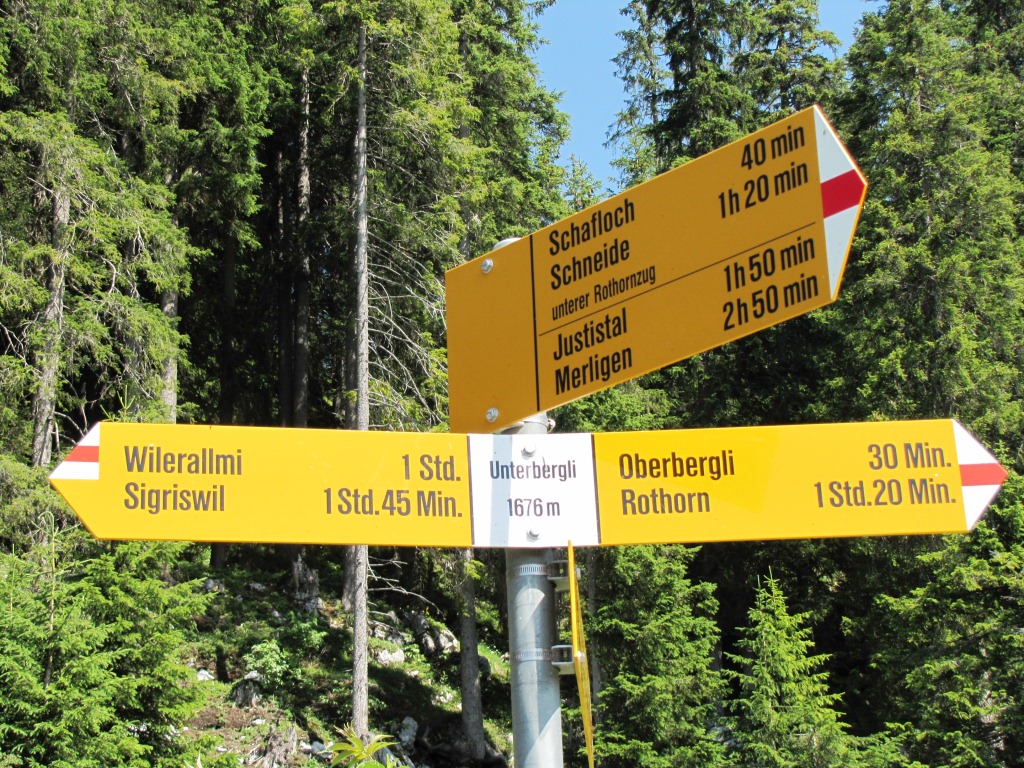 Schafloch 40 min
Schneide 1h 20 min
unterer Rothornzug
Justistal 1h 50 min
Merligen 2h 50 min
Wilerallmi 1 Std.
Sigriswil 1 Std. 45 Min.
Unterbergli
1676 m
Oberbergli 30 Min.
Rothorn 1 Std. 20 Min.